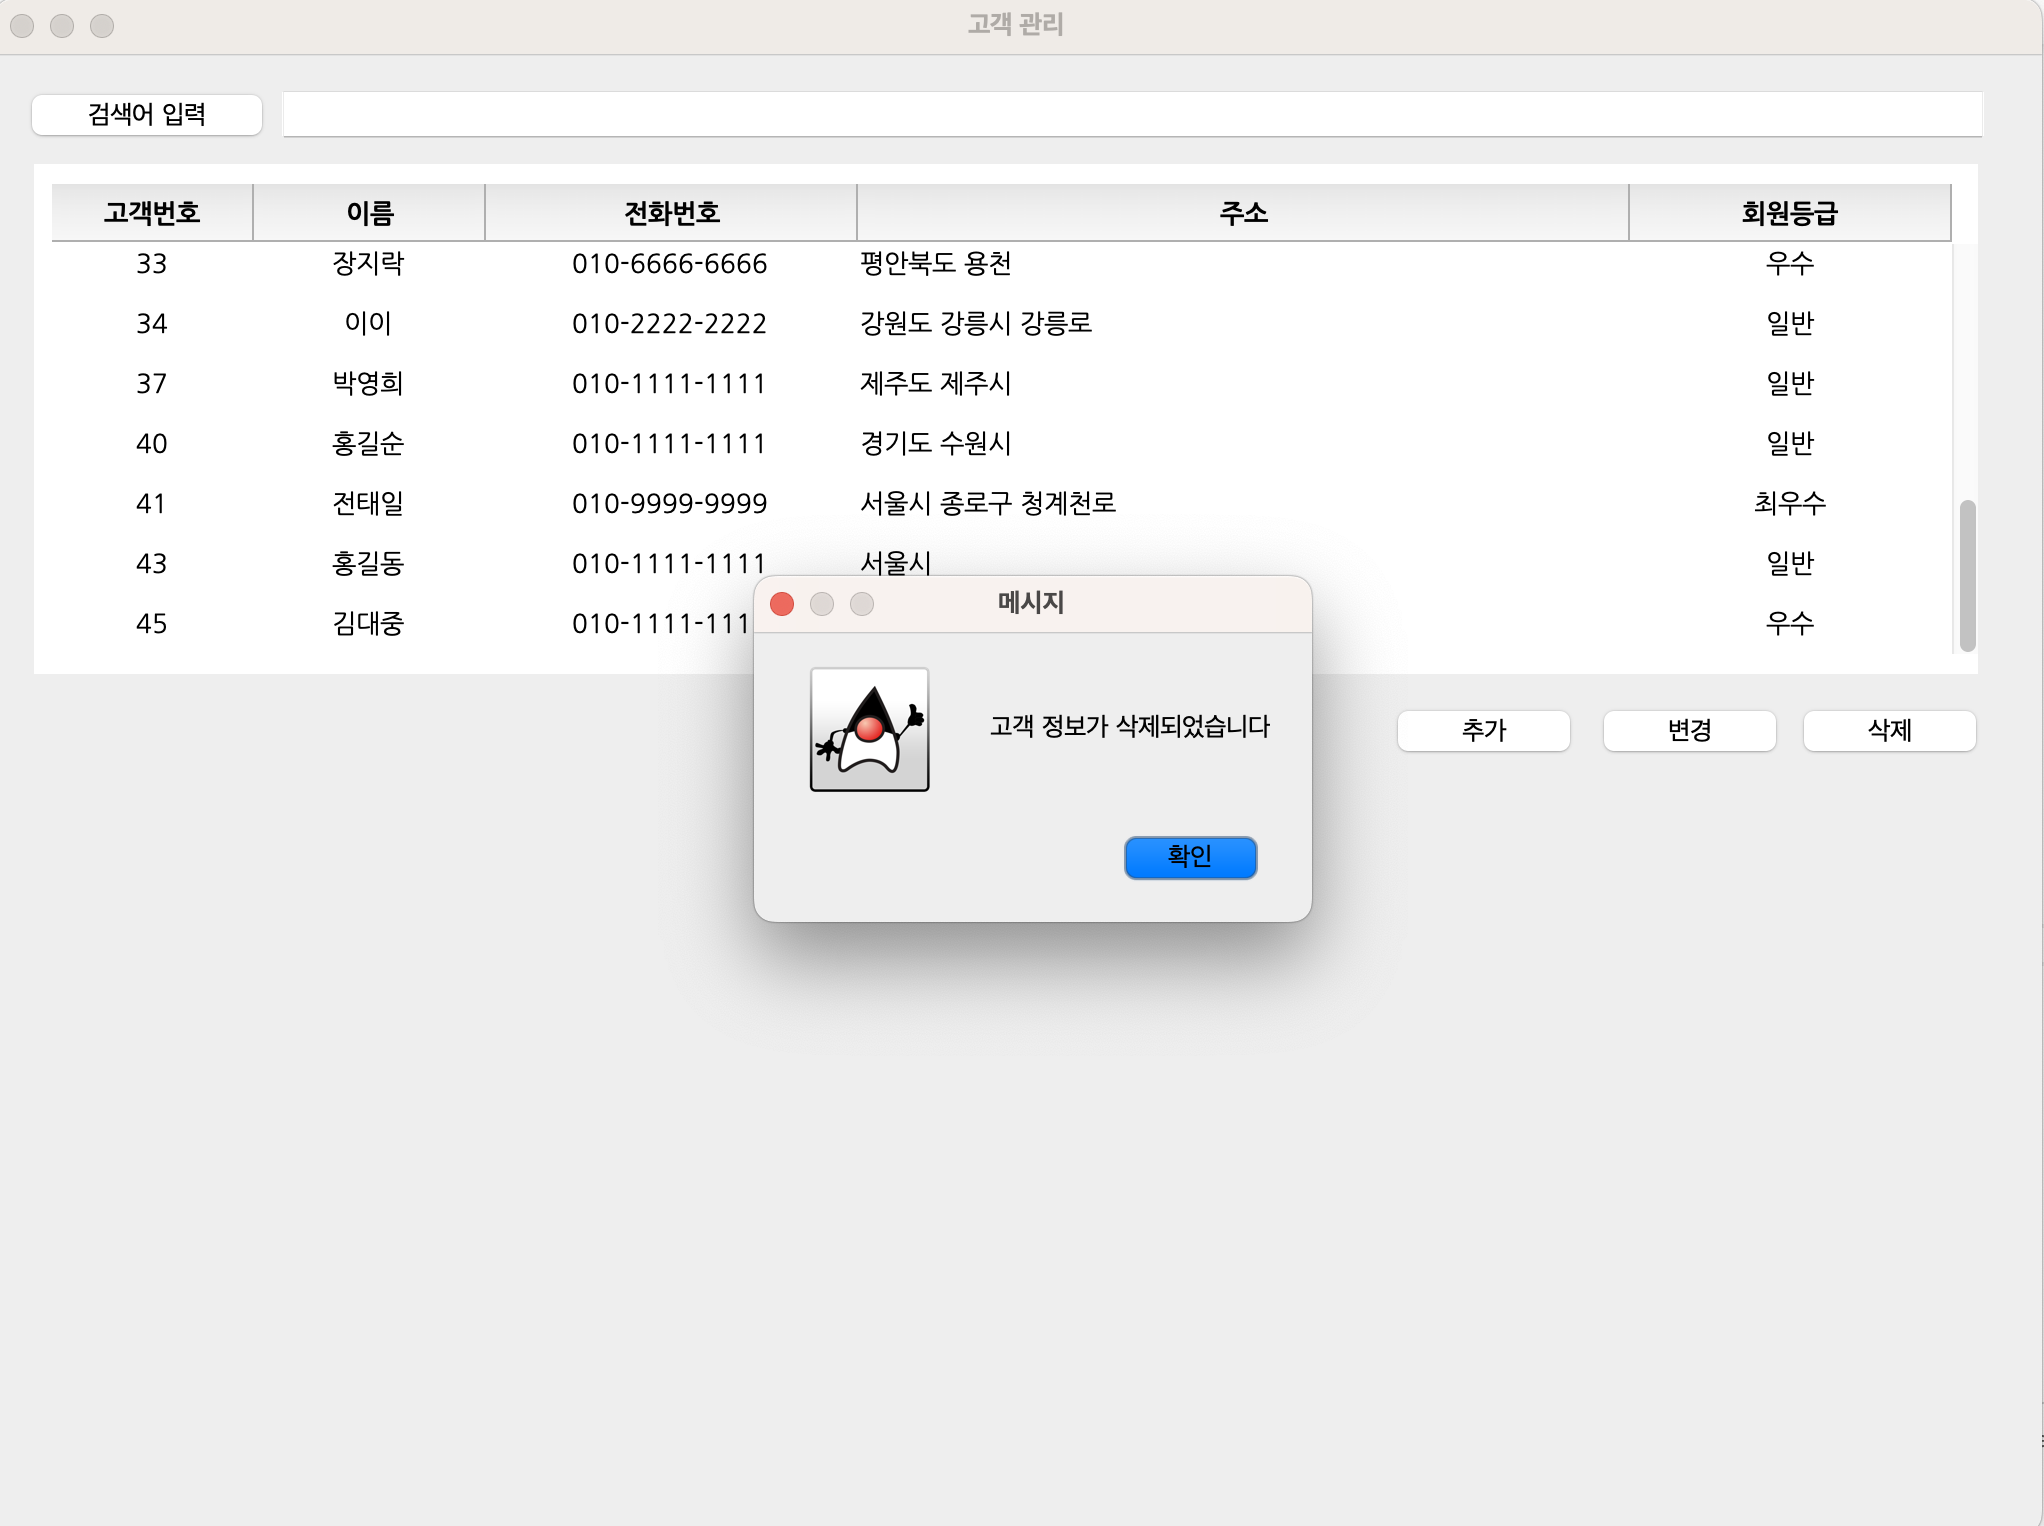 고객 관리
검색어 입력
고객번호 이름 전화번호 주소 회원등급
33 장지락 010-6666-6666 평안북도 용천 우수
34 이이 010-2222-2222 강원도 강릉시 강릉로 일반
37 박영희 010-1111-1111 제주도 제주시 일반
40 홍길순 010-1111-1111 경기도 수원시 일반
41 전태일 010-9999-9999 서울시 종로구 청계천로 최우수
43 홍길동 010-1111-1111 서울시 일반
45 김대중 010-1111-111 우수
메시지
고객 정보가 삭제되었습니다
확인
추가 변경 삭제